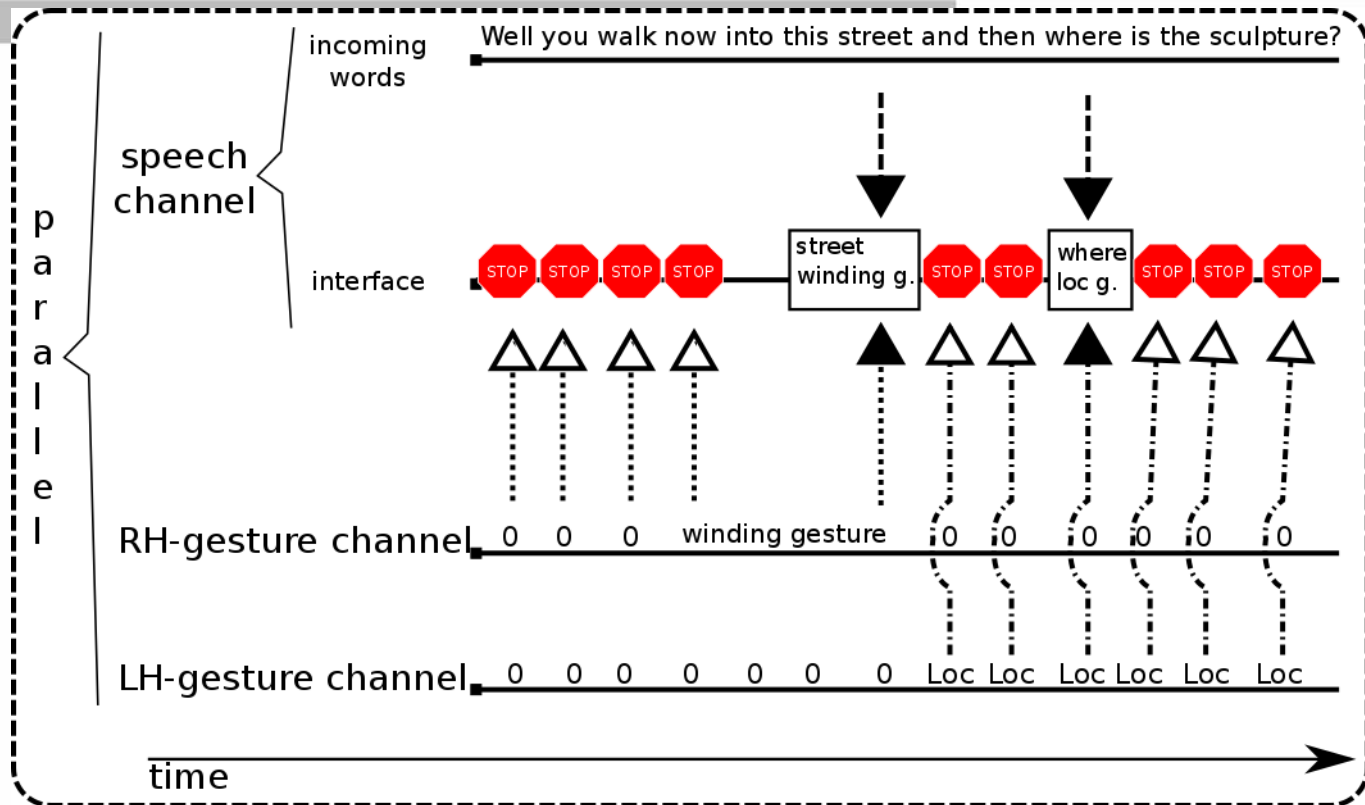 incoming
words
Well you walk now into this street and then where is the sculpture?
speech
channel
parallel
interface
STOP STOP STOP STOP
street
winding g.
STOP STOP
where
loc g.
STOP STOP STOP
RH-gesture channel
0 0 0 winding gesture 0 0 0 0 0 0
LH-gesture channel
0 0 0 0 0 0 0 Loc Loc Loc Loc Loc Loc
time